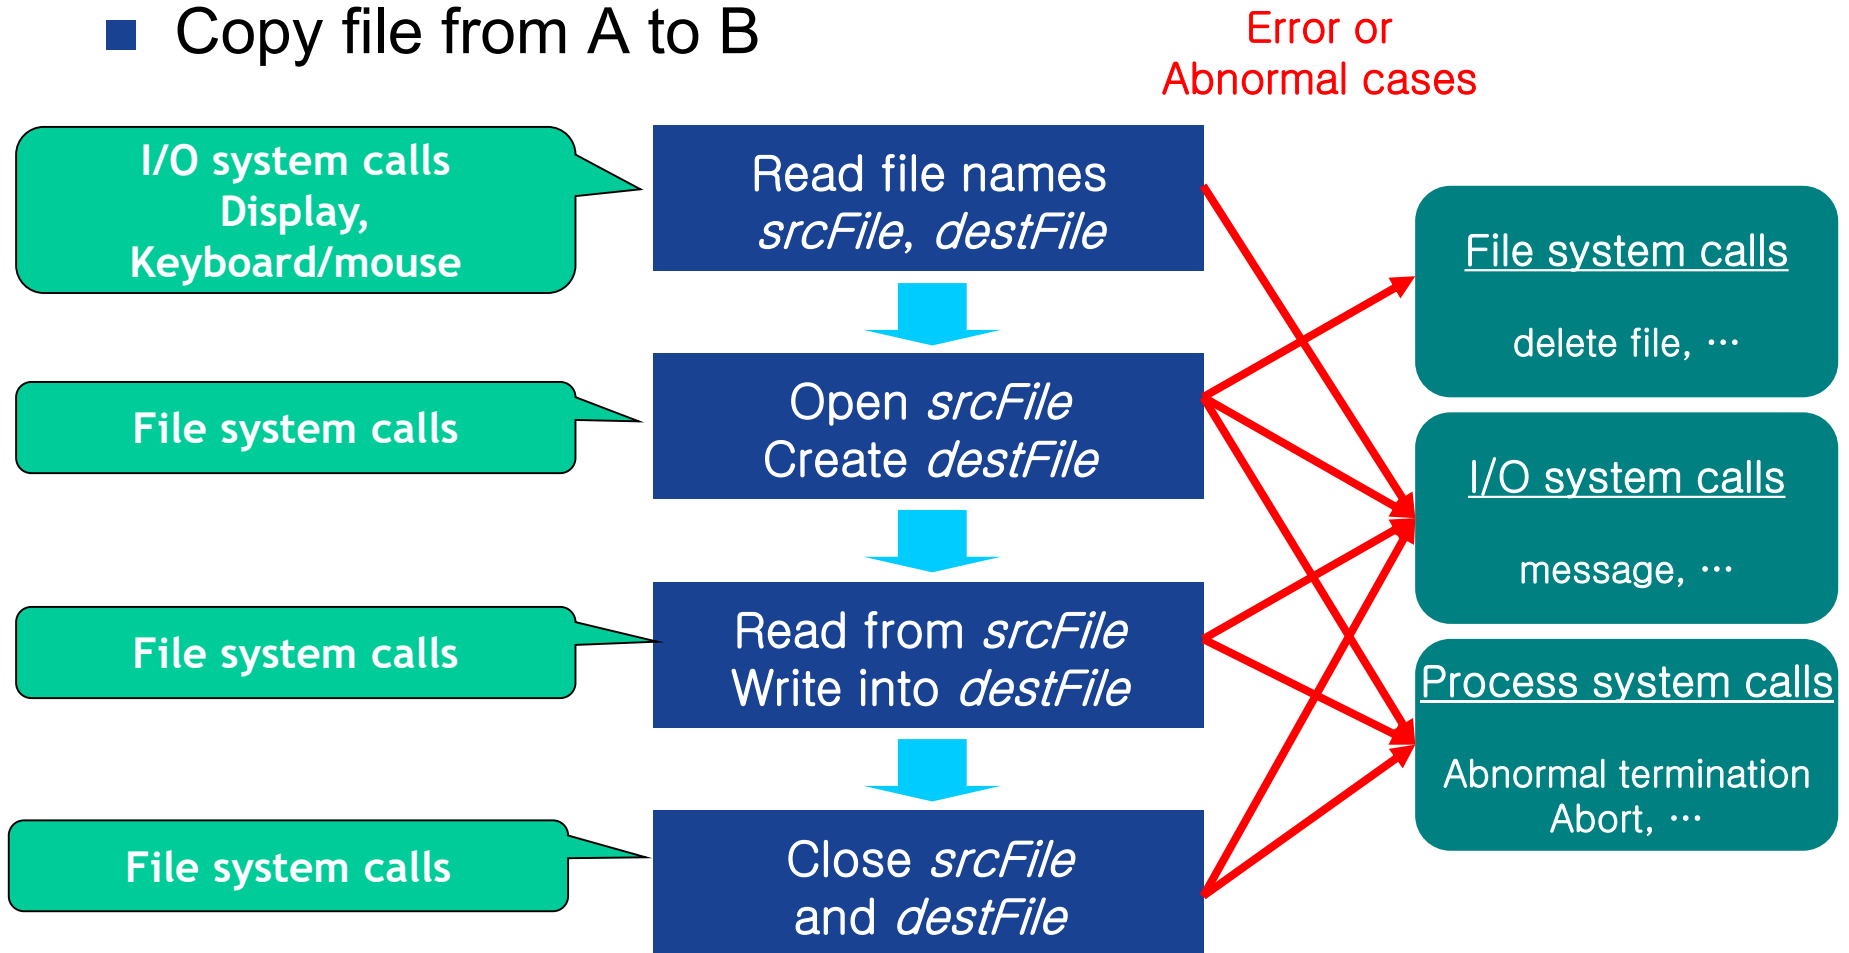 Copy file from A to B
Error or
Abnormal cases
I/O system calls
Display,
Keyboard/mouse
Read file names
srcFile, destFile
File system calls
delete file, ···
File system calls
Open srcFile
Create destFile
I/O system calls
message, ···
File system calls
Read from srcFile
Write into destFile
Process system calls
Abnormal termination
Abort, ···
File system calls
Close srcFile
and destFile